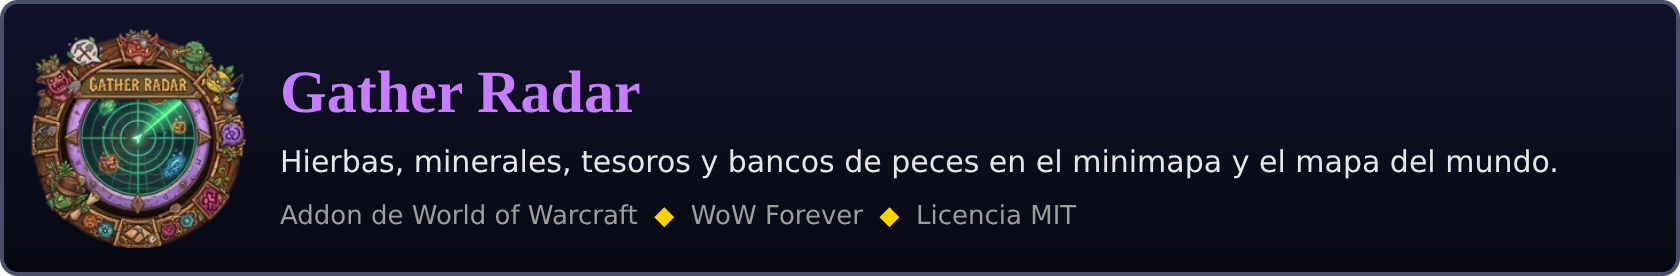 GATHER RADAR
Gather Radar
Hierbas, minerales, tesoros y bancos de peces en el minimapa y el mapa del mundo.
Addon de World of Warcraft ◆ WoW Forever ◆ Licencia MIT